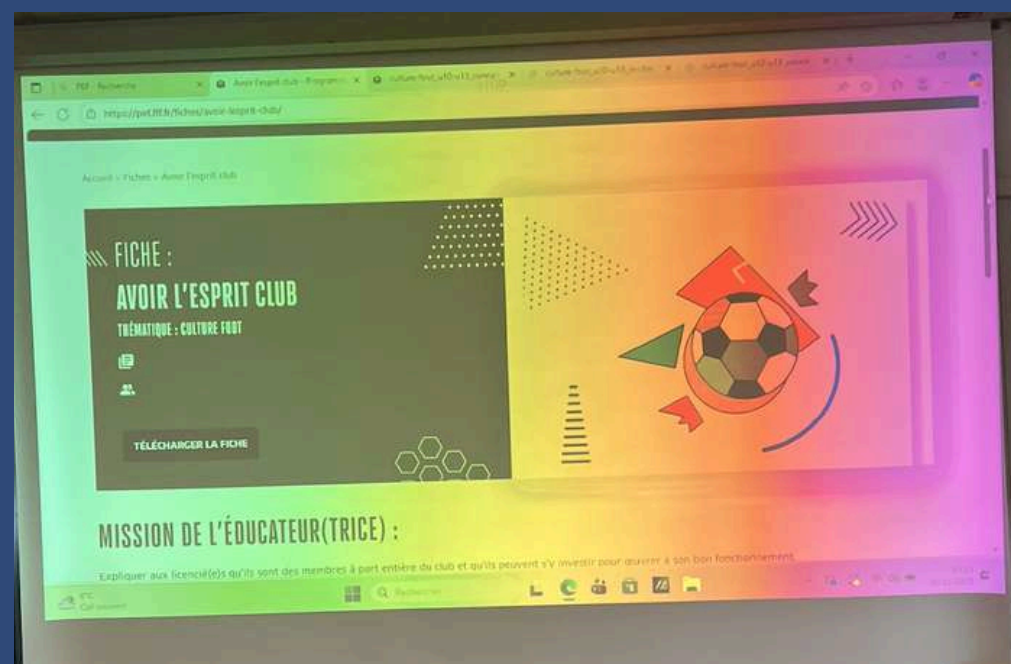 PEF - Recherche
Avoir l'esprit club - Programm
https://pef.fff.fr/fiches/avoir-lesprit-club/
Accueil » Fiches » Avoir l'esprit club
FICHE :
AVOIR L'ESPRIT CLUB
THÉMATIQUE : CULTURE FOOT
TÉLÉCHARGER LA FICHE
MISSION DE L'ÉDUCATEUR(TRICE) :
Expliquer aux licencié(e)s qu'ils sont des membres à part entière du club et qu'ils peuvent s'y investir pour œuvrer à son bon fonctionnement.
Rechercher